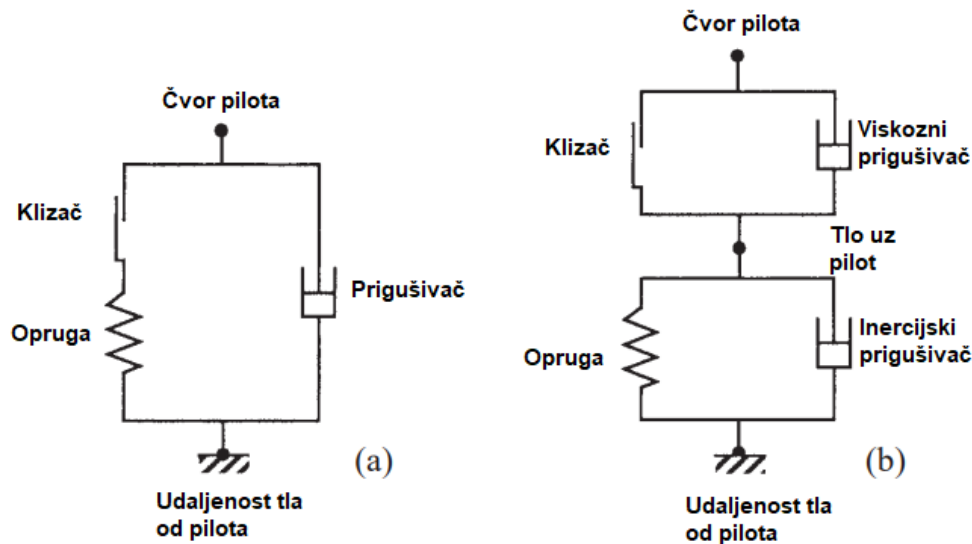 Čvor pilota
Klizač
Opruga
Prigušivač
(a)
Udaljenost tla
od pilota
Čvor pilota
Klizač
Viskozni
prigušivač
Tlo uz
pilot
Opruga
Inercijski
prigušivač
(b)
Udaljenost tla
od pilota